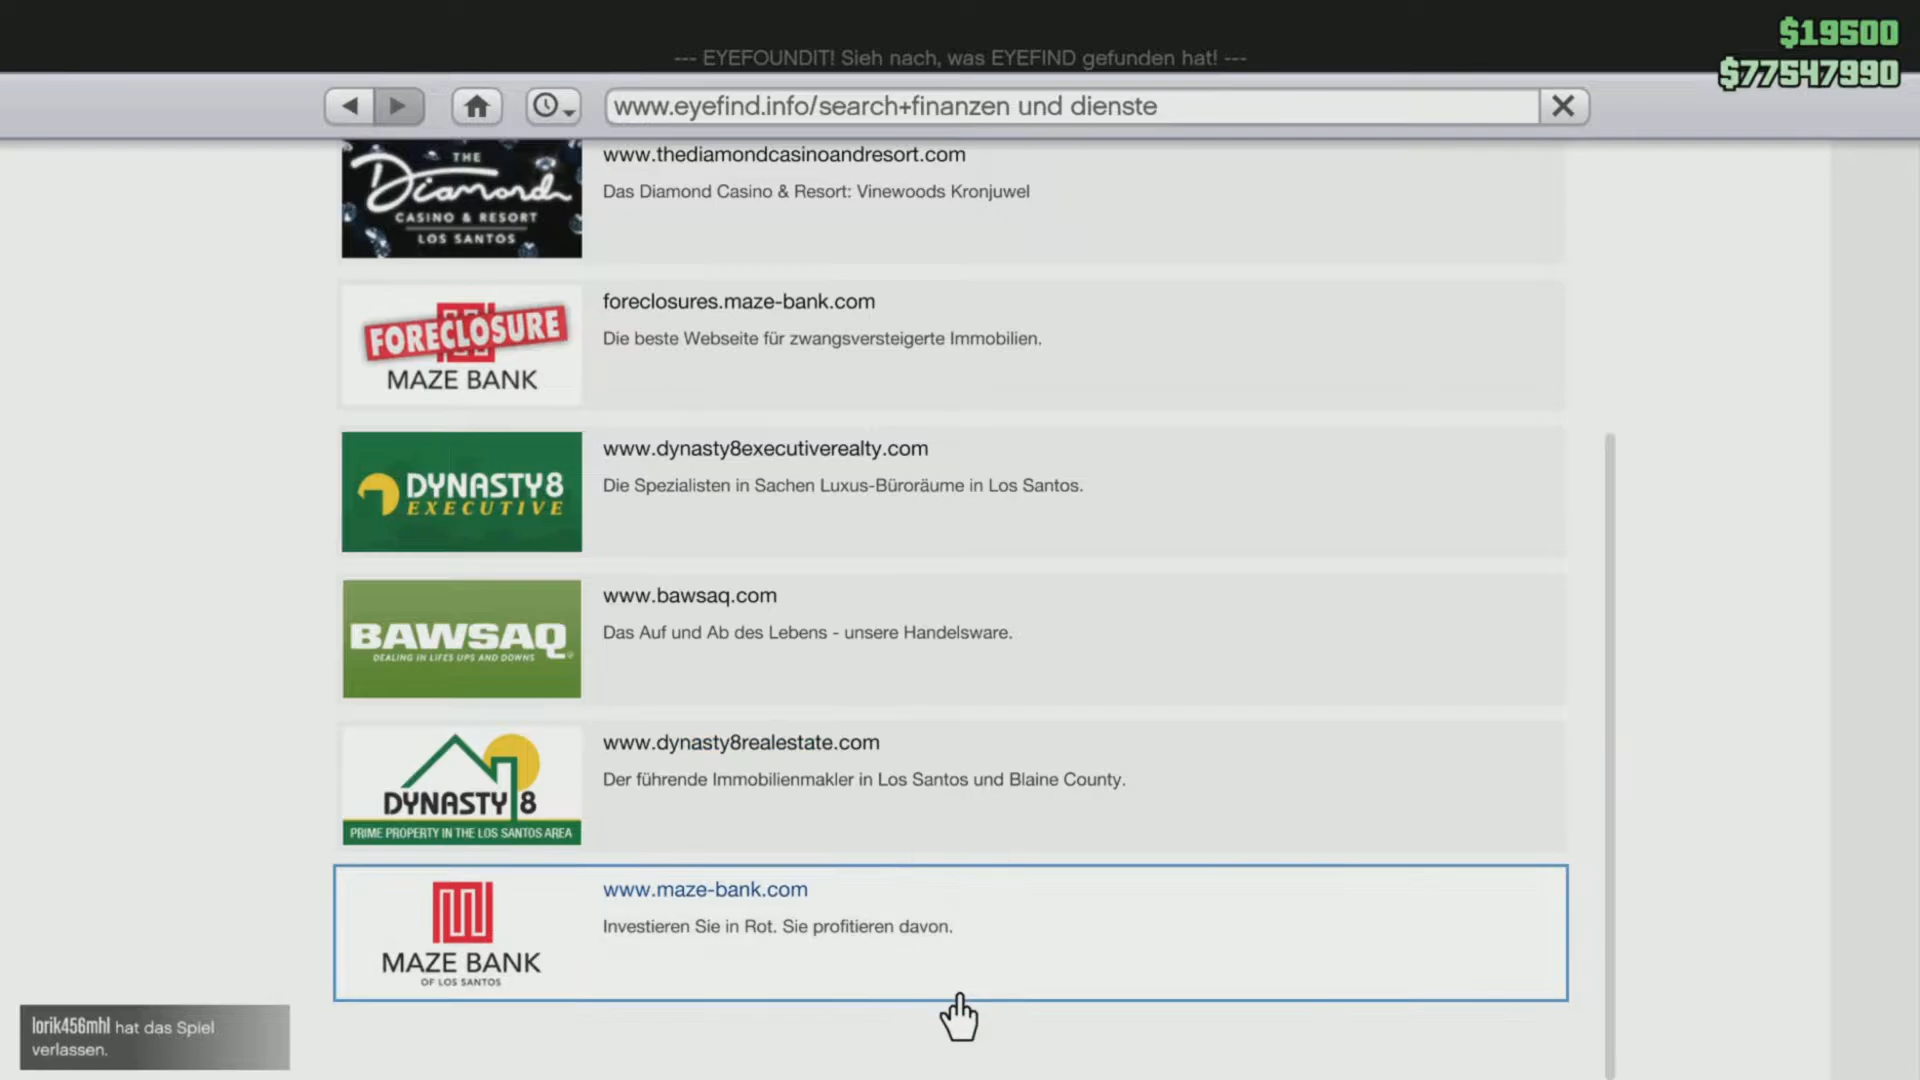 $19500
--- EYEFOUNDIT! Sieh nach, was EYEFIND gefunden hat! ---
$77547990
www.eyefind.info/search+finanzen und dienste
THE
Diamond
CASINO & RESORT
LOS SANTOS
www.thediamondcasinoandresort.com
Das Diamond Casino & Resort: Vinewoods Kronjuwel
FORECLOSURE
MAZE BANK
foreclosures.maze-bank.com
Die beste Webseite für zwangsversteigerte Immobilien.
DYNASTY8
EXECUTIVE
www.dynasty8executiverealty.com
Die Spezialisten in Sachen Luxus-Büroräume in Los Santos.
BAWSAQ
DEALING IN LIFES UPS AND DOWNS
www.bawsaq.com
Das Auf und Ab des Lebens - unsere Handelsware.
DYNASTY 8
PRIME PROPERTY IN THE LOS SANTOS AREA
www.dynasty8realestate.com
Der führende Immobilienmakler in Los Santos und Blaine County.
MAZE BANK
OF LOS SANTOS
www.maze-bank.com
Investieren Sie in Rot. Sie profitieren davon.
lorik456mhl hat das Spiel
verlassen.